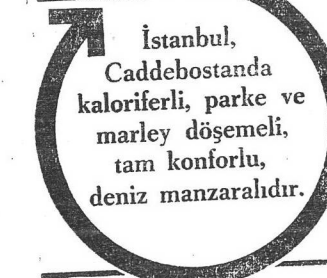 İstanbul,
Caddebostanda
kaloriferli, parke ve
marley döşemeli,
tam konforlu,
deniz manzaralıdır.